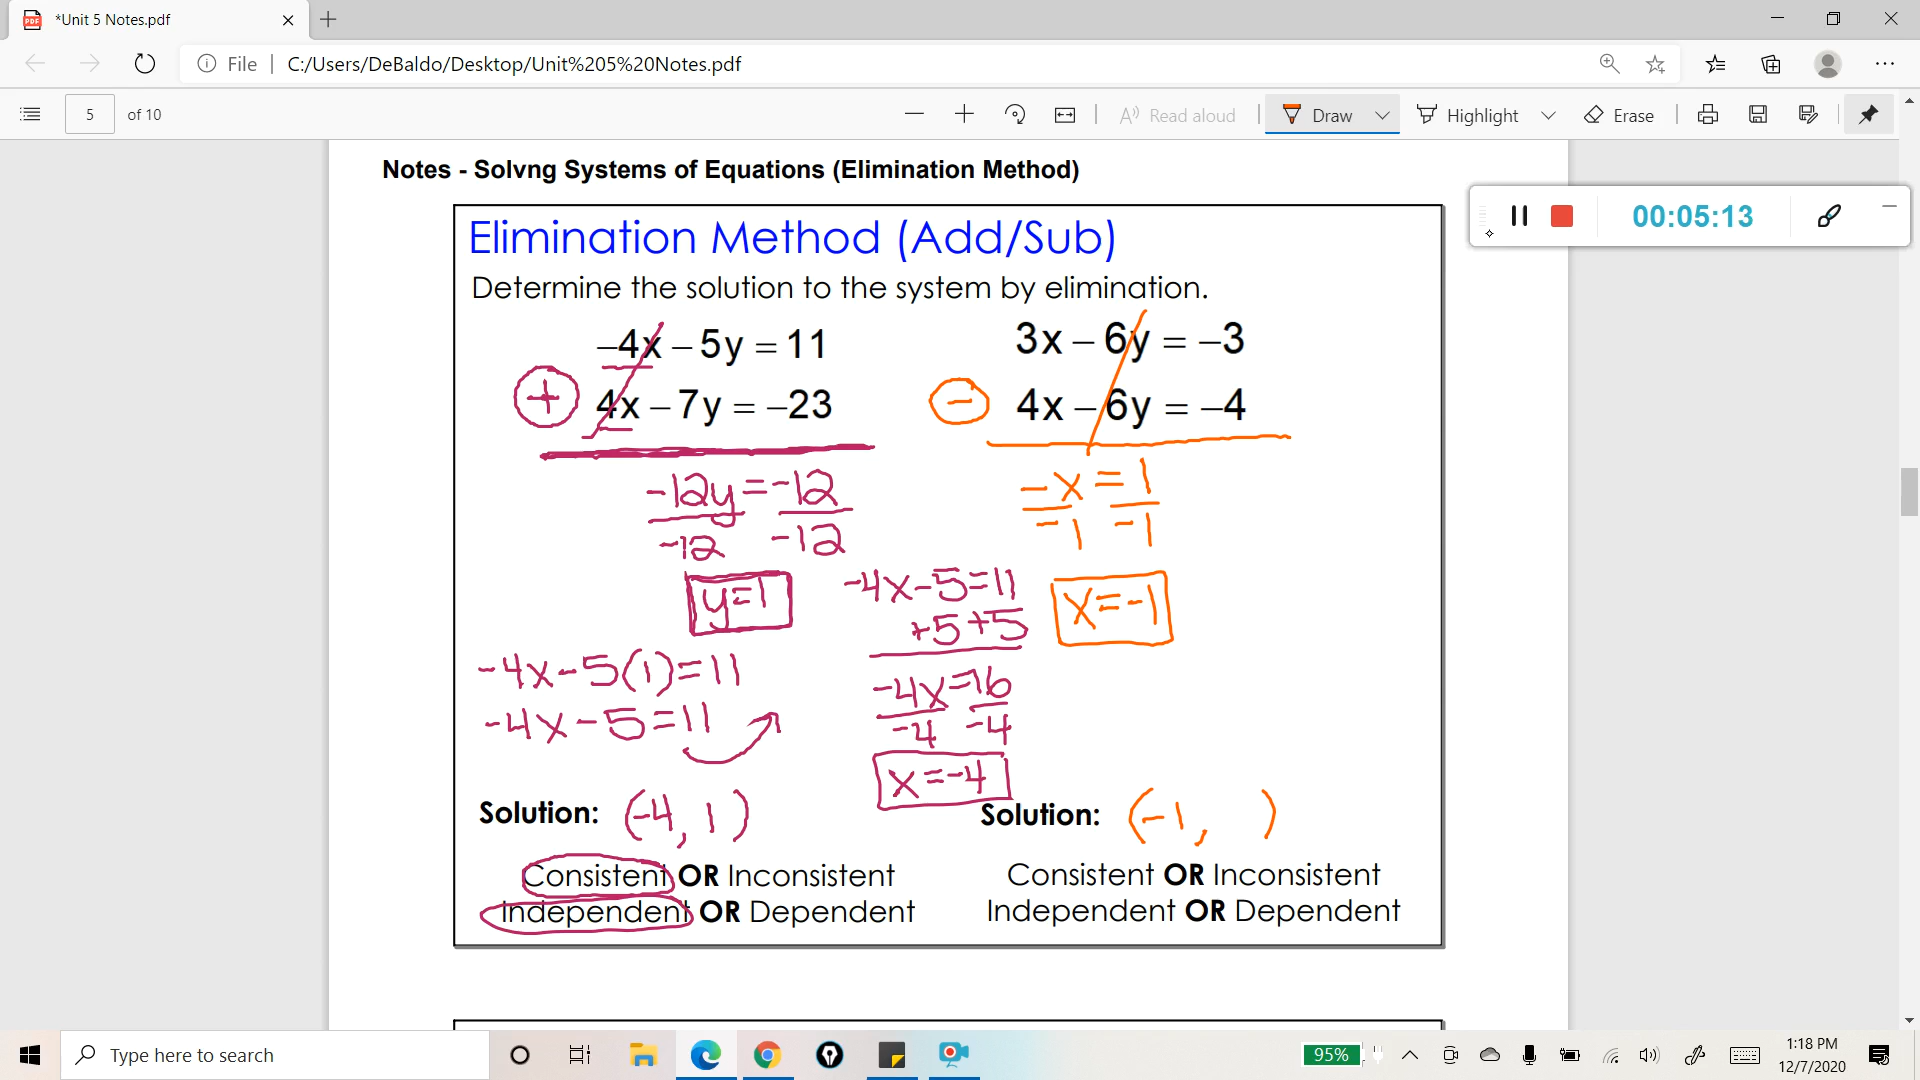 *Unit 5 Notes.pdf
File | C:/Users/DeBaldo/Desktop/Unit%205%20Notes.pdf
5 of 10
Read aloud
Draw
Highlight
Erase
Notes - Solvng Systems of Equations (Elimination Method)
00:05:13
Elimination Method (Add/Sub)
Determine the solution to the system by elimination.
−4x − 5y = 11
+ 4x − 7y = −23
-12y = -12
-12 -12
y=1
-4x-5(1)=11
-4x-5=11
-4x-5=11
+5 +5
-4x=16
-4 -4
x=-4
Solution: (-4, 1)
Consistent OR Inconsistent
Independent OR Dependent
3x − 6y = −3
- 4x − 6y = −4
-x = 1
-1 -1
x=-1
Solution: (-1, )
Consistent OR Inconsistent
Independent OR Dependent
Type here to search
95%
1:18 PM
12/7/2020